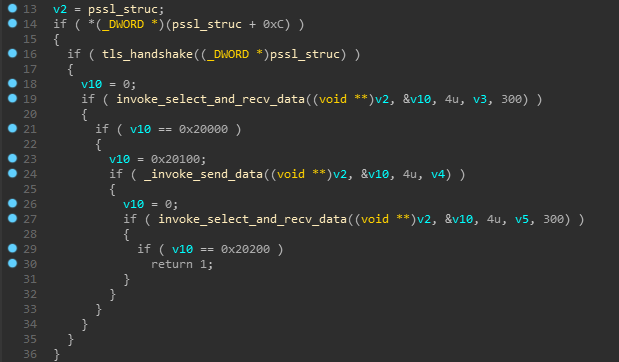 13 v2 = pssl_struc;
14 if ( *(_DWORD *)(pssl_struc + 0xC) )
15 {
16 if ( tls_handshake((_DWORD *)pssl_struc) )
17 {
18 v10 = 0;
19 if ( invoke_select_and_recv_data((void **)v2, &v10, 4u, v3, 300) )
20 {
21 if ( v10 == 0x20000 )
22 {
23 v10 = 0x20100;
24 if ( _invoke_send_data((void **)v2, &v10, 4u, v4) )
25 {
26 v10 = 0;
27 if ( invoke_select_and_recv_data((void **)v2, &v10, 4u, v5, 300) )
28 {
29 if ( v10 == 0x20200 )
30 return 1;
31 }
32 }
33 }
34 }
35 }
36 }